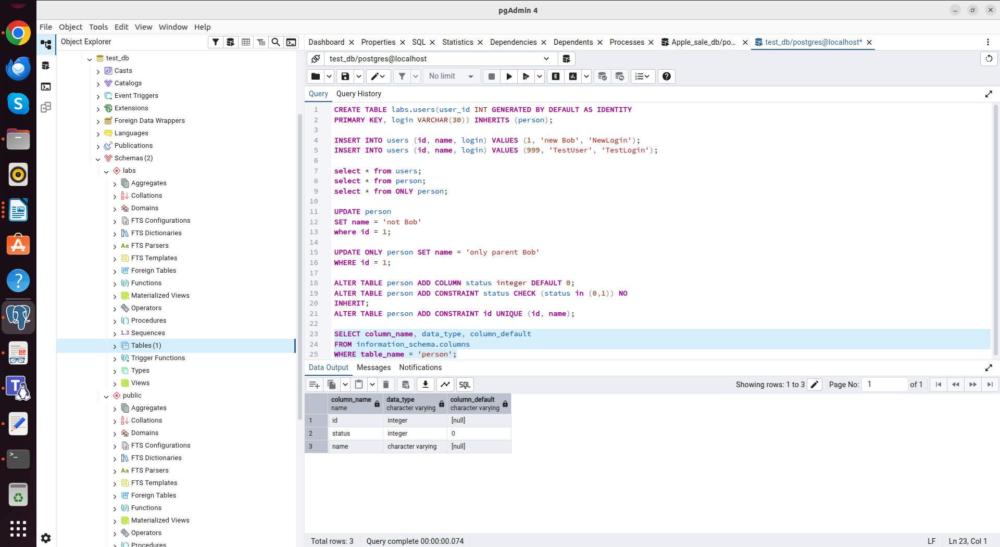 pgAdmin 4
File Object Tools Edit View Window Help
Object Explorer
Dashboard Properties SQL Statistics Dependencies Dependents Processes Apple_sale_db/po... test_db/postgres@localhost*
test_db/postgres@localhost
No limit
E
Query Query History
test_db
Casts
Catalogs
Event Triggers
Extensions
Foreign Data Wrappers
Languages
Publications
Schemas (2)
labs
Aggregates
Collations
Domains
FTS Configurations
FTS Dictionaries
Aa FTS Parsers
FTS Templates
Foreign Tables
Functions
Materialized Views
Operators
Procedures
1..3 Sequences
Tables (1)
Trigger Functions
Types
Views
public
Aggregates
Collations
Domains
FTS Configurations
FTS Dictionaries
Aa FTS Parsers
FTS Templates
Foreign Tables
Functions
Materialized Views
Operators
Procedures
1 CREATE TABLE labs.users(user_id INT GENERATED BY DEFAULT AS IDENTITY
2 PRIMARY KEY, login VARCHAR(30)) INHERITS (person);
3
4 INSERT INTO users (id, name, login) VALUES (1, 'new Bob', 'NewLogin');
5 INSERT INTO users (id, name, login) VALUES (999, 'TestUser', 'TestLogin');
6
7 select * from users;
8 select * from person;
9 select * from ONLY person;
10
11 UPDATE person
12 SET name = 'not Bob'
13 where id = 1;
14
15 UPDATE ONLY person SET name = 'only parent Bob'
16 WHERE id = 1;
17
18 ALTER TABLE person ADD COLUMN status integer DEFAULT 0;
19 ALTER TABLE person ADD CONSTRAINT status CHECK (status in (0,1)) NO
20 INHERIT;
21 ALTER TABLE person ADD CONSTRAINT id UNIQUE (id, name);
22
23 SELECT column_name, data_type, column_default
24 FROM information_schema.columns
25 WHERE table_name = 'person';
Data Output Messages Notifications
SQL Showing rows: 1 to 3 Page No: 1 of 1
column_name data_type column_default
name character varying character varying
1 id integer [null]
2 status integer 0
3 name character varying [null]
Total rows: 3 Query complete 00:00:00.074 LF Ln 23, Col 1